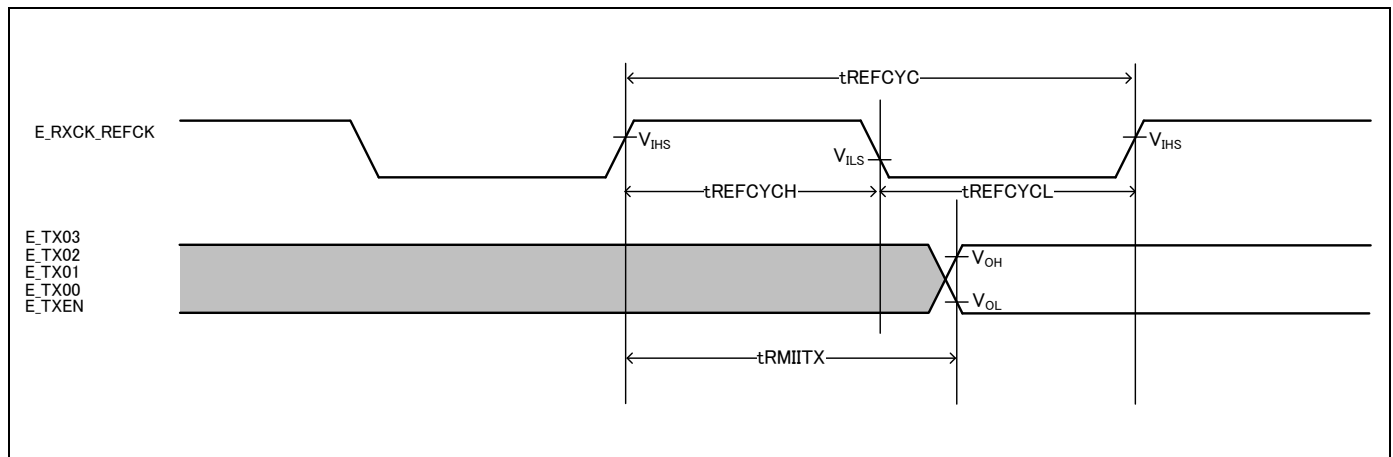 tREFCYC
E_RXCK_REFCK
VIHS
VILS
VIHS
tREFCYCH
tREFCYCL
E_TX03
E_TX02
E_TX01
E_TX00
E_TXEN
VOH
VOL
tRMIITX